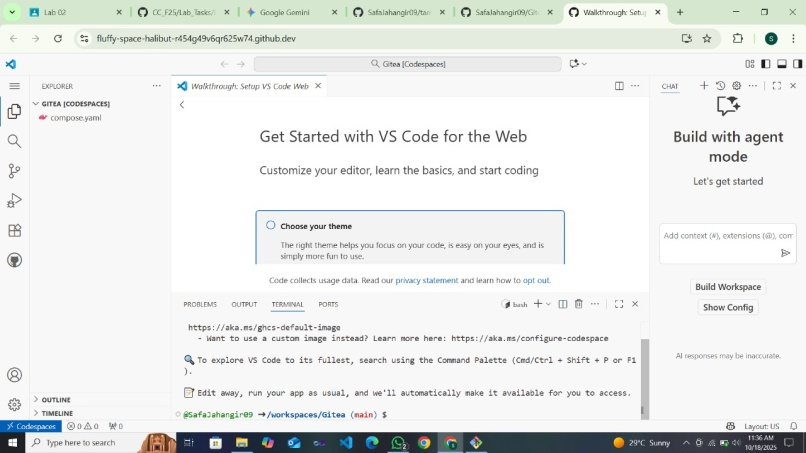 Lab 02
CC_F25/Lab_Tasks/
Google Gemini
SafaJahangir09/tar
SafaJahangir09/Git
Walkthrough: Setu
fluffy-space-halibut-r454g49v6qr625w74.github.dev
S
Gitea [Codespaces]
EXPLORER
GITEA [CODESPACES]
compose.yaml
OUTLINE
TIMELINE
Walkthrough: Setup VS Code Web
Get Started with VS Code for the Web
Customize your editor, learn the basics, and start coding
Choose your theme
The right theme helps you focus on your code, is easy on your eyes, and is
simply more fun to use.
Code collects usage data. Read our privacy statement and learn how to opt out.
PROBLEMS OUTPUT TERMINAL PORTS
bash
https://aka.ms/ghcs-default-image
- Want to use a custom image instead? Learn more here: https://aka.ms/configure-codespace
To explore VS Code to its fullest, search using the Command Palette (Cmd/Ctrl + Shift + P or F1
).
Edit away, run your app as usual, and we'll automatically make it available for you to access.
@SafaJahangir09 ➜/workspaces/Gitea (main) $
CHAT
Build with agent
mode
Let's get started
Add context (#), extensions (@), com
Build Workspace
Show Config
AI responses may be inaccurate.
Codespaces 0 0 0 Layout: US
Type here to search
2
29°C Sunny
11:36 AM
10/18/2025